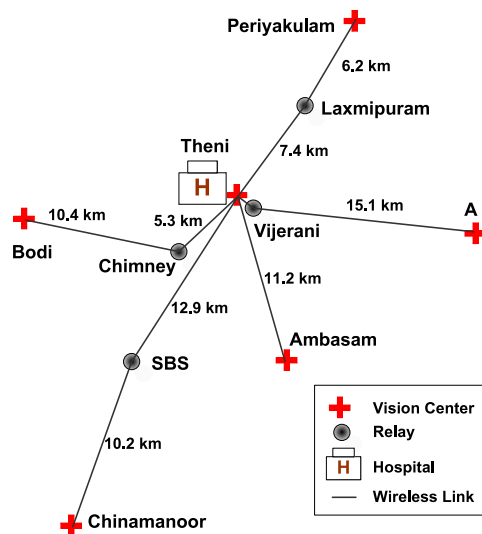 Periyakulam
6.2 km
Laxmipuram
Theni
7.4 km
H
A
10.4 km
5.3 km
15.1 km
Vijerani
Bodi
Chimney
11.2 km
12.9 km
Ambasam
SBS
Vision Center
Relay
10.2 km
H
Hospital
Wireless Link
Chinamanoor